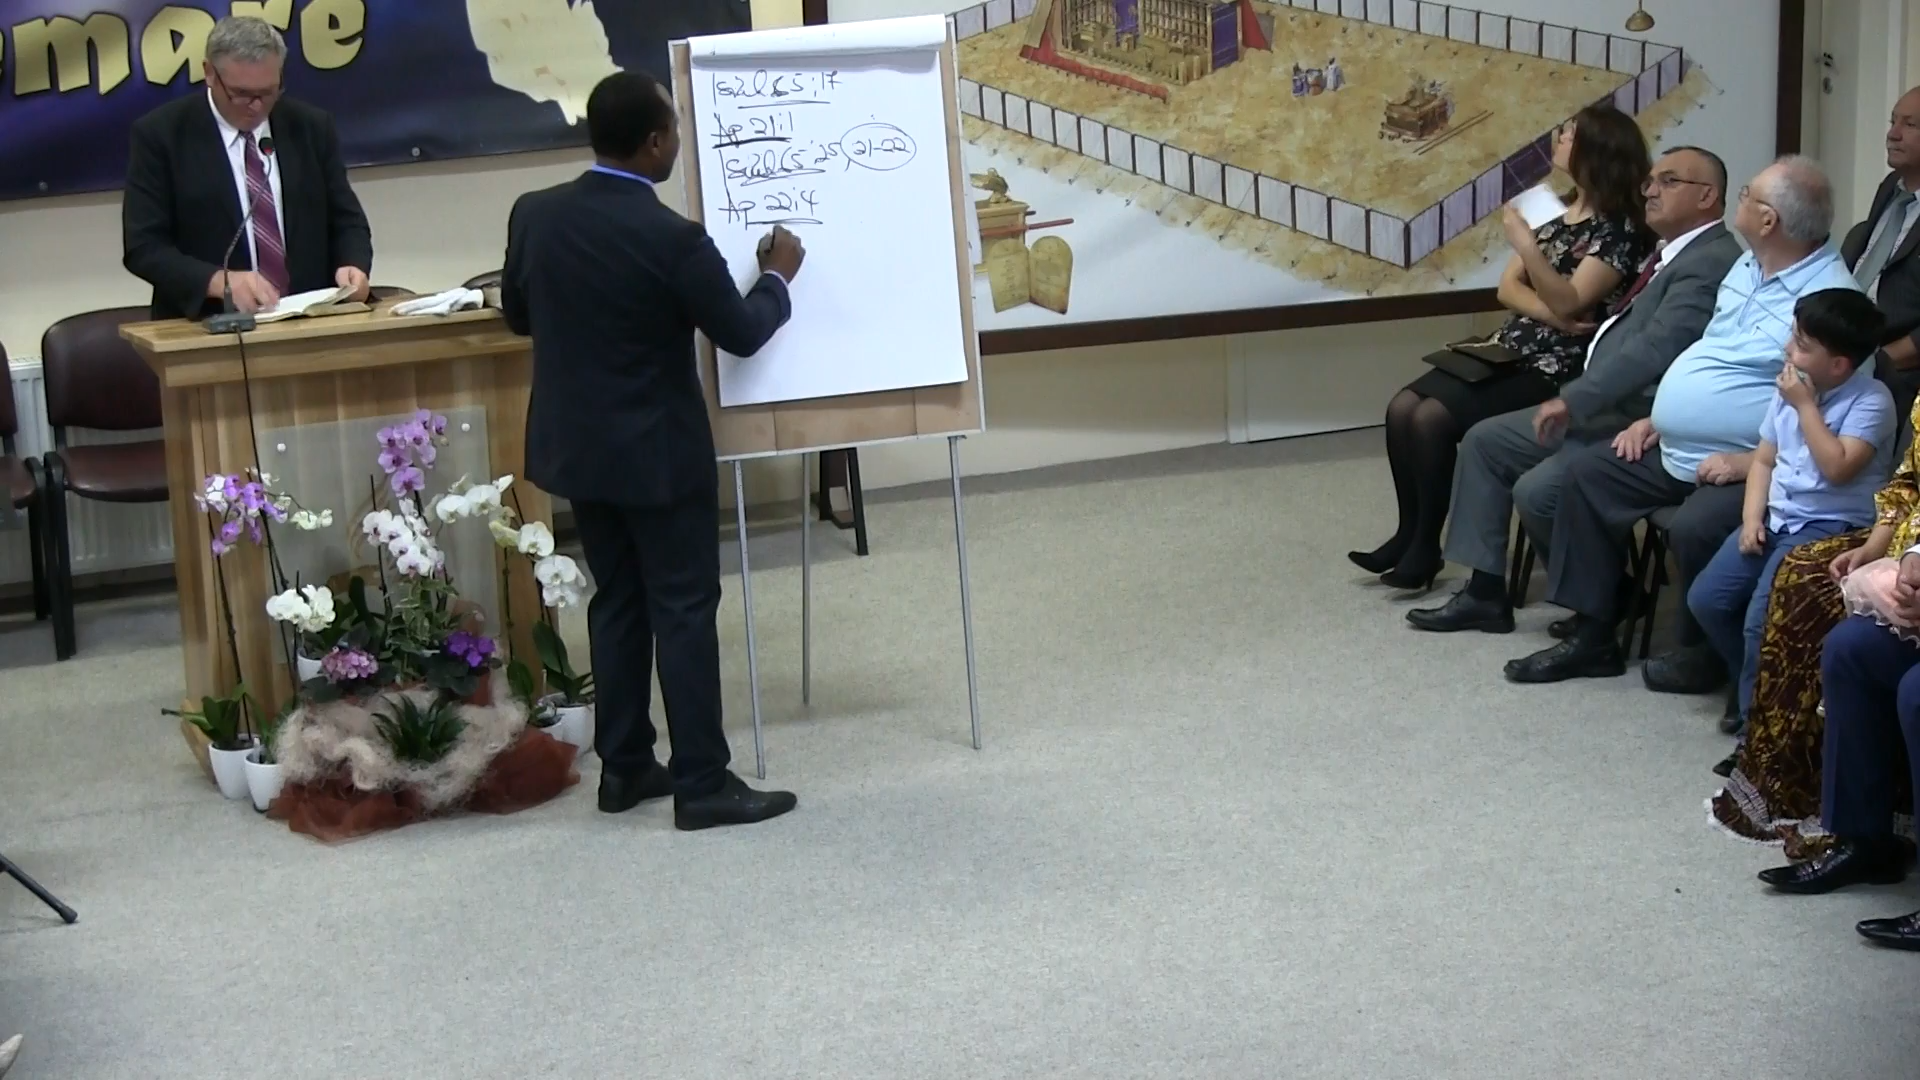 emare
Isaia 65:17
Ap 21:1
Isaia 65:25, 21-22
Ap 22:4